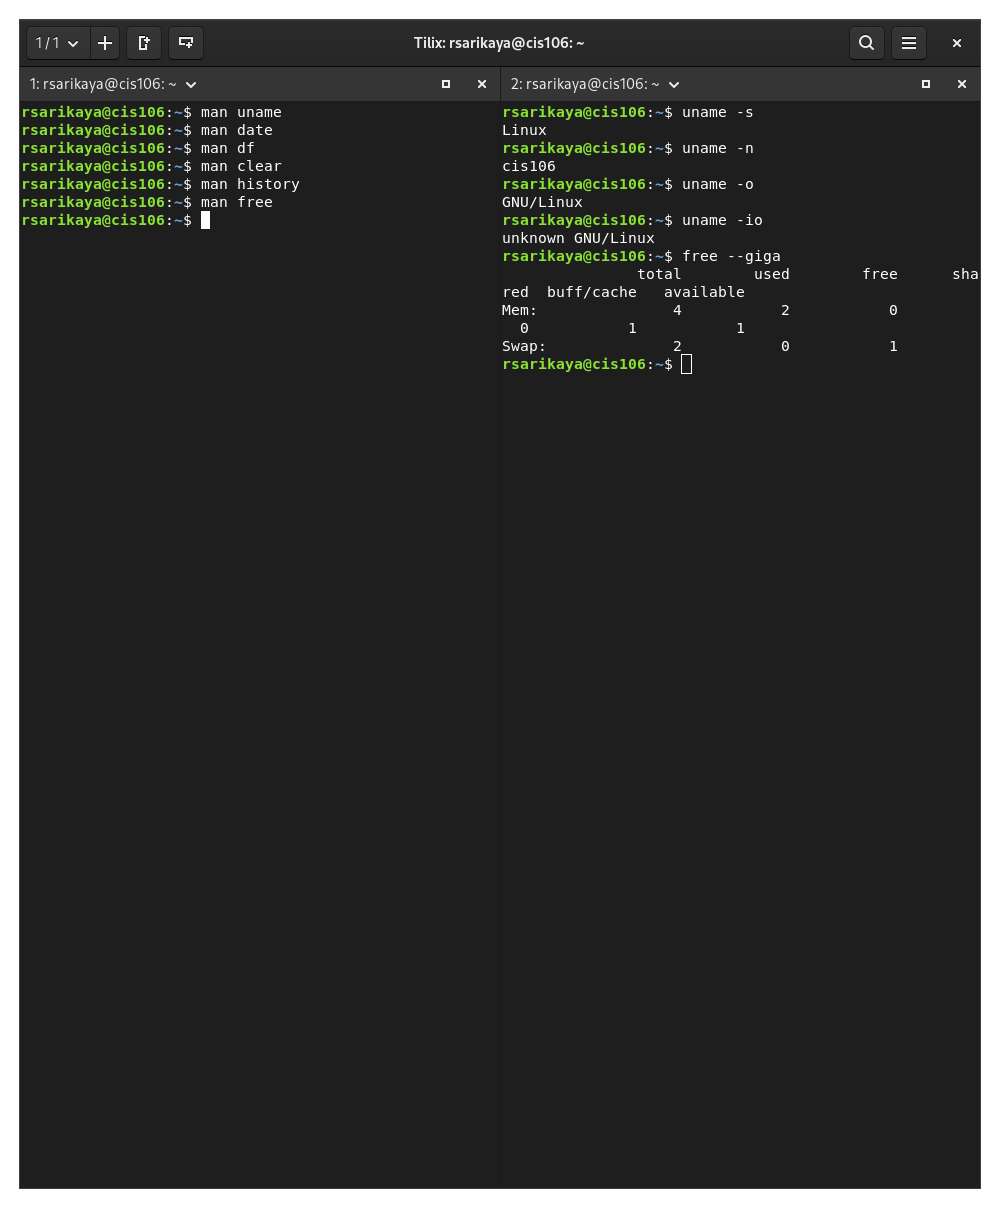 1 / 1
Tilix: rsarikaya@cis106: ~
1: rsarikaya@cis106: ~
rsarikaya@cis106:~$ man uname
rsarikaya@cis106:~$ man date
rsarikaya@cis106:~$ man df
rsarikaya@cis106:~$ man clear
rsarikaya@cis106:~$ man history
rsarikaya@cis106:~$ man free
rsarikaya@cis106:~$
2: rsarikaya@cis106: ~
rsarikaya@cis106:~$ uname -s
Linux
rsarikaya@cis106:~$ uname -n
cis106
rsarikaya@cis106:~$ uname -o
GNU/Linux
rsarikaya@cis106:~$ uname -io
unknown GNU/Linux
rsarikaya@cis106:~$ free --giga
               total        used        free      sha
red  buff/cache   available
Mem:               4           2           0
  0           1           1
Swap:              2           0           1
rsarikaya@cis106:~$